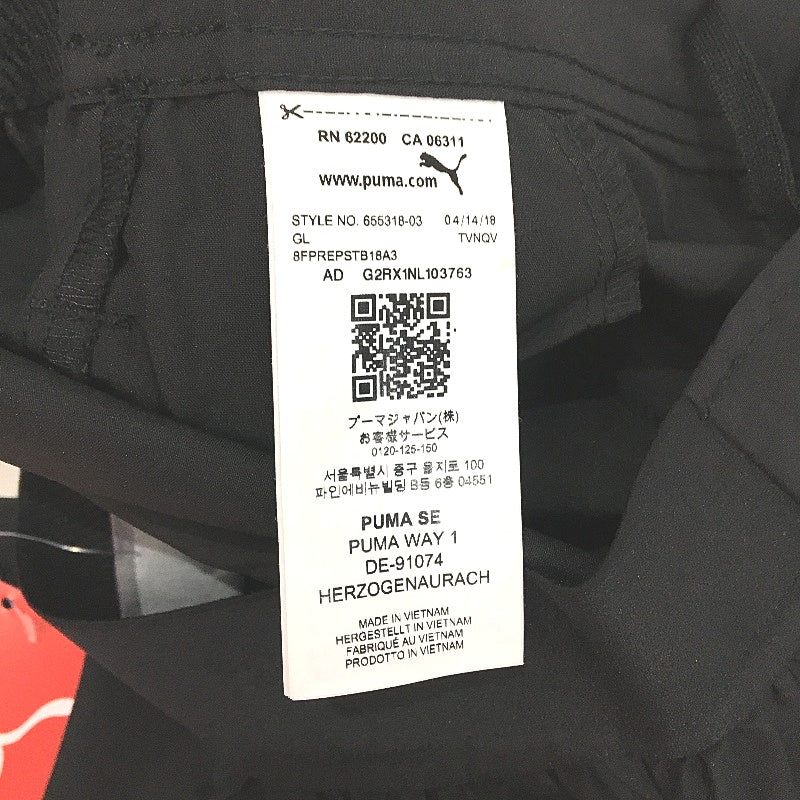 RN 62200 CA 06311
www.puma.com
STYLE NO. 655318-03 04/14/18
GL TVNQV
8FPREPSTB18A3
AD G2RX1NL103763
プーマジャパン(株)
お客様サービス
0120-125-150
서울특별시 중구 을지로 100
파인에비뉴빌딩 B동 6층 04551
PUMA SE
PUMA WAY 1
DE-91074
HERZOGENAURACH
MADE IN VIETNAM
HERGESTELLT IN VIETNAM
FABRIQUÉ AU VIETNAM
PRODOTTO IN VIETNAM